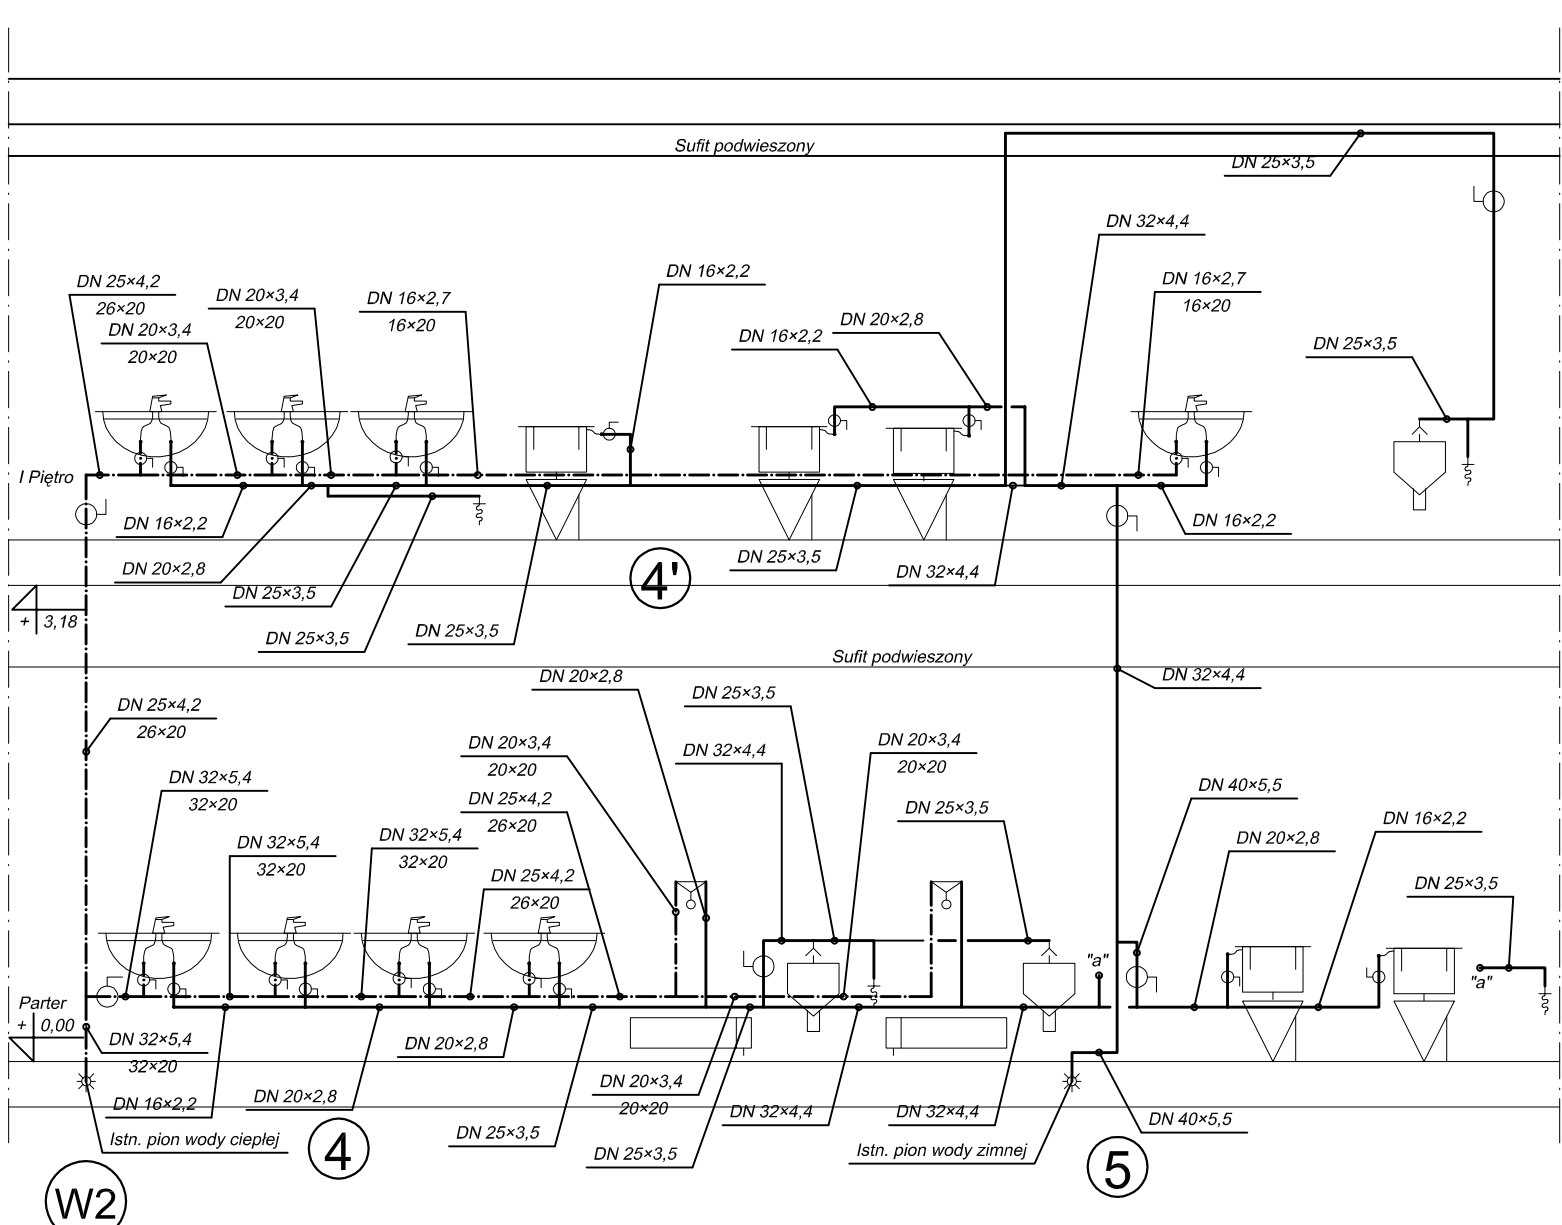 Sufit podwieszony
DN 25×3,5
DN 32×4,4
DN 25×4,2
26×20
DN 20×3,4
20×20
DN 20×3,4
20×20
DN 16×2,7
16×20
DN 16×2,2
DN 16×2,7
16×20
DN 16×2,2
DN 20×2,8
DN 25×3,5
I Piętro
DN 16×2,2
DN 20×2,8
DN 25×3,5
DN 25×3,5
DN 25×3,5
4'
DN 25×3,5
DN 32×4,4
DN 16×2,2
+ 3,18
Sufit podwieszony
DN 32×4,4
DN 25×4,2
26×20
DN 20×2,8
DN 25×3,5
DN 20×3,4
20×20
DN 32×4,4
DN 20×3,4
20×20
DN 32×5,4
32×20
DN 25×4,2
26×20
DN 25×3,5
DN 40×5,5
DN 32×5,4
32×20
DN 32×5,4
32×20
DN 20×2,8
DN 16×2,2
DN 25×4,2
26×20
DN 25×3,5
"a"
"a"
Parter
+ 0,00
DN 32×5,4
32×20
DN 16×2,2
DN 20×2,8
DN 20×2,8
DN 25×3,5
DN 20×3,4
20×20
DN 25×3,5
DN 32×4,4
DN 32×4,4
DN 40×5,5
Istn. pion wody ciepłej
4
Istn. pion wody zimnej
5
W2